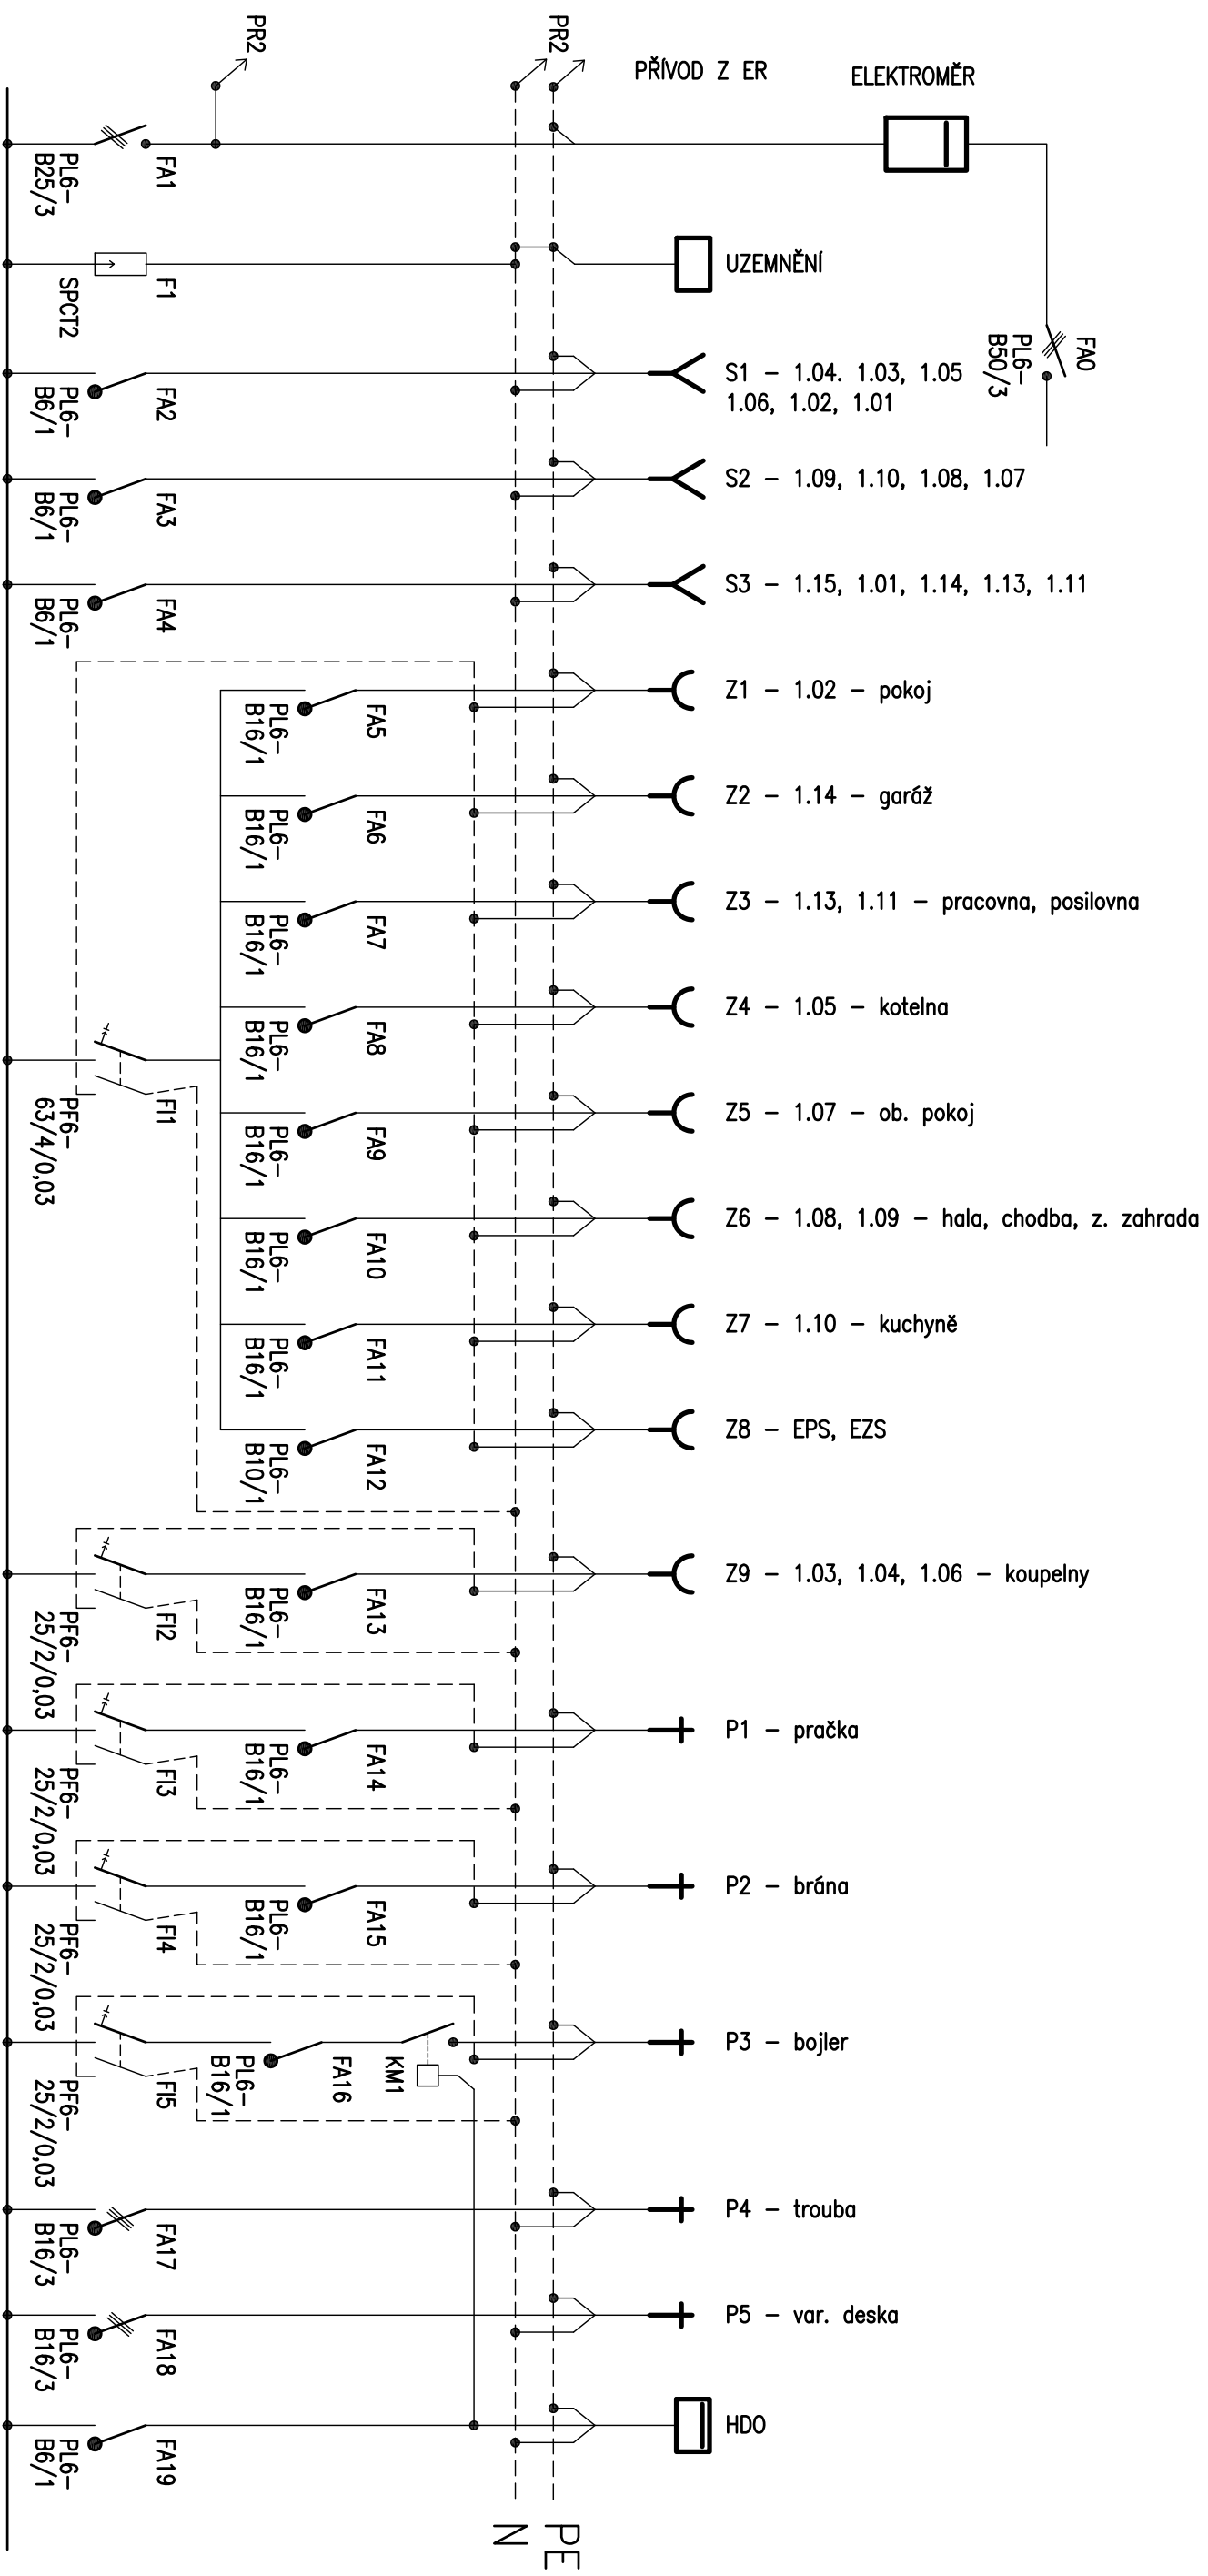 PR2
PR2
PŘÍVOD Z ER
ELEKTROMĚR
FA1
PL6-
B25/3
FA0
PL6-
B50/3
UZEMNĚNÍ
F1
SPCT2
S1 - 1.04. 1.03, 1.05
1.06, 1.02, 1.01
FA2
PL6-
B6/1
S2 - 1.09, 1.10, 1.08, 1.07
FA3
PL6-
B6/1
S3 - 1.15, 1.01, 1.14, 1.13, 1.11
FA4
PL6-
B6/1
Z1 - 1.02 - pokoj
FA5
PL6-
B16/1
Z2 - 1.14 - garáž
FA6
PL6-
B16/1
Z3 - 1.13, 1.11 - pracovna, posilovna
FA7
PL6-
B16/1
Z4 - 1.05 - kotelna
FA8
PL6-
B16/1
FI1
PF6-
63/4/0,03
Z5 - 1.07 - ob. pokoj
FA9
PL6-
B16/1
Z6 - 1.08, 1.09 - hala, chodba, z. zahrada
FA10
PL6-
B16/1
Z7 - 1.10 - kuchyně
FA11
PL6-
B16/1
Z8 - EPS, EZS
FA12
PL6-
B10/1
Z9 - 1.03, 1.04, 1.06 - koupelny
FA13
PL6-
B16/1
FI2
PF6-
25/2/0,03
P1 - pračka
FA14
PL6-
B16/1
FI3
PF6-
25/2/0,03
P2 - brána
FA15
PL6-
B16/1
FI4
PF6-
25/2/0,03
P3 - bojler
KM1
FA16
PL6-
B16/1
FI5
PF6-
25/2/0,03
P4 - trouba
FA17
PL6-
B16/3
P5 - var. deska
FA18
PL6-
B16/3
HDO
FA19
PL6-
B6/1
PE
N